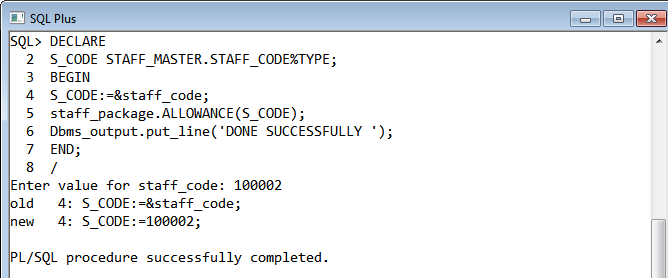 SQL Plus
SQL> DECLARE
2 S_CODE STAFF_MASTER.STAFF_CODE%TYPE;
3 BEGIN
4 S_CODE:=&staff_code;
5 staff_package.ALLOWANCE(S_CODE);
6 Dbms_output.put_line('DONE SUCCESSFULLY ');
7 END;
8 /
Enter value for staff_code: 100002
old 4: S_CODE:=&staff_code;
new 4: S_CODE:=100002;
PL/SQL procedure successfully completed.